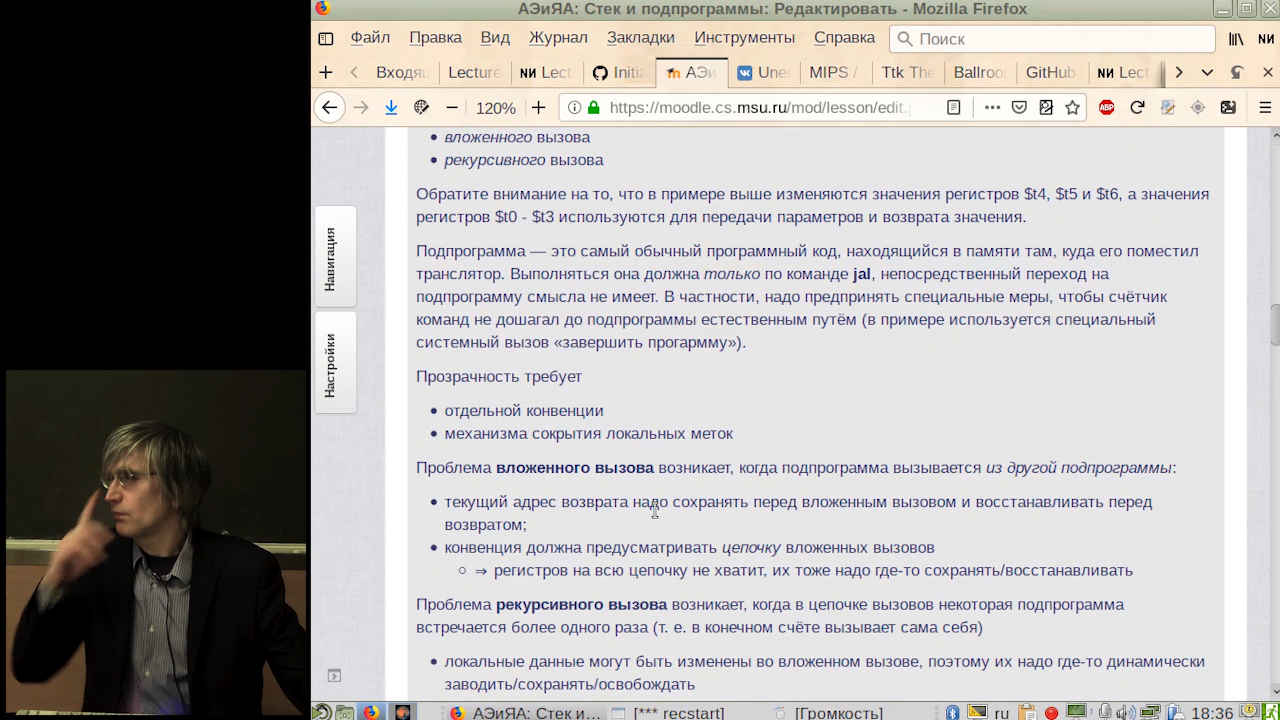 АЭиЯА: Стек и подпрограммы: Редактировать - Mozilla Firefox
Файл Правка Вид Журнал Закладки Инструменты Справка Поиск
Входящ Lecture Lect Initia АЭи Une MIPS / Ttk The Ballroo GitHub Lect
120% https://moodle.cs.msu.ru/mod/lesson/edit.
Навигация
Настройки
• вложенного вызова
• рекурсивного вызова
Обратите внимание на то, что в примере выше изменяются значения регистров $t4, $t5 и $t6, а значения
регистров $t0 - $t3 используются для передачи параметров и возврата значения.
Подпрограмма — это самый обычный программный код, находящийся в памяти там, куда его поместил
транслятор. Выполняться она должна только по команде jal, непосредственный переход на
подпрограмму смысла не имеет. В частности, надо предпринять специальные меры, чтобы счётчик
команд не дошагал до подпрограммы естественным путём (в примере используется специальный
системный вызов «завершить прогармму»).
Прозрачность требует
• отдельной конвенции
• механизма сокрытия локальных меток
Проблема вложенного вызова возникает, когда подпрограмма вызывается из другой подпрограммы:
• текущий адрес возврата надо сохранять перед вложенным вызовом и восстанавливать перед
возвратом;
• конвенция должна предусматривать цепочку вложенных вызовов
○ ⇒ регистров на всю цепочку не хватит, их тоже надо где-то сохранять/восстанавливать
Проблема рекурсивного вызова возникает, когда в цепочке вызовов некоторая подпрограмма
встречается более одного раза (т. е. в конечном счёте вызывает сама себя)
• локальные данные могут быть изменены во вложенном вызове, поэтому их надо где-то динамически
заводить/сохранять/освобождать
АЭиЯА: Стек и... [*** recstart] [Громкость] ru 18:36